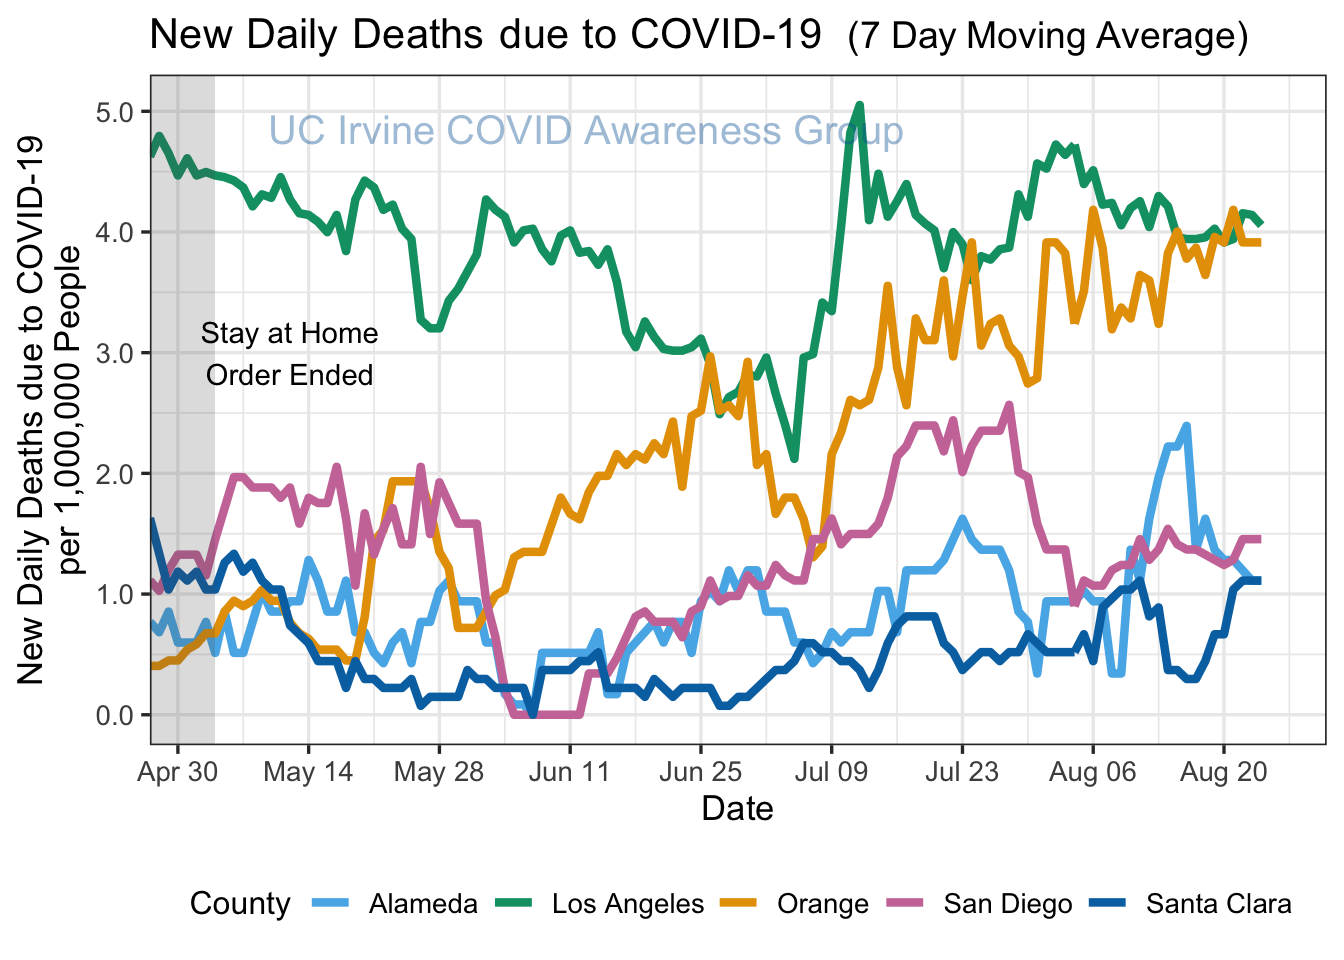 New Daily Deaths due to COVID-19 (7 Day Moving Average)
UC Irvine COVID Awareness Group
New Daily Deaths due to COVID-19
per 1,000,000 People
5.0
4.0
3.0
2.0
1.0
0.0
Stay at Home
Order Ended
Apr 30 May 14 May 28 Jun 11 Jun 25 Jul 09 Jul 23 Aug 06 Aug 20
Date
County Alameda Los Angeles Orange San Diego Santa Clara